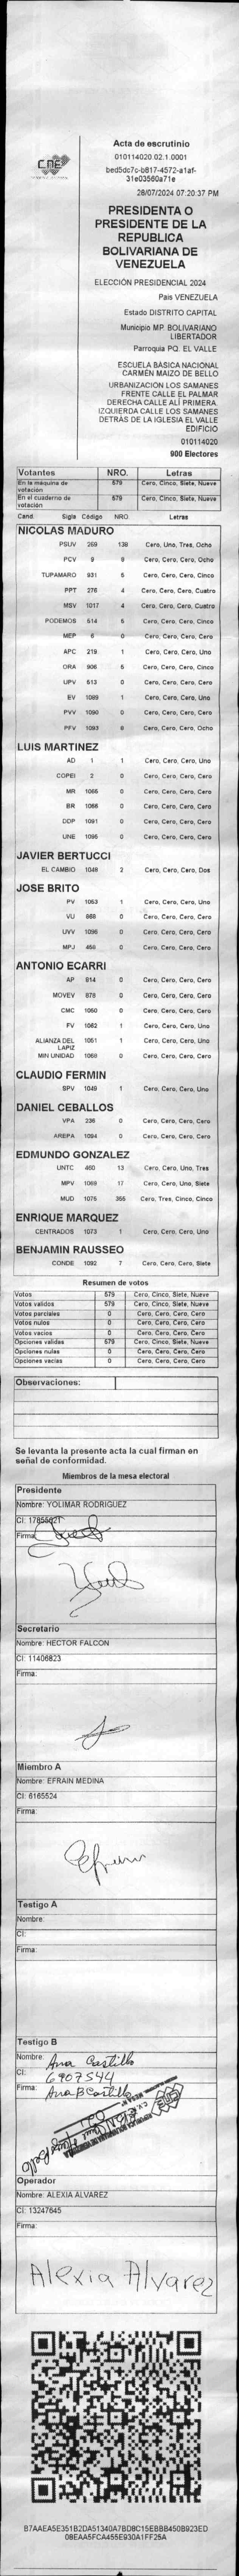 CNE
Acta de escrutinio
010114020.02.1.0001
bed5dc7c-b817-4572-a1af-
31e03560a71e
28/07/2024 07:20:37 PM
PRESIDENTA O
PRESIDENTE DE LA
REPUBLICA
BOLIVARIANA DE
VENEZUELA
ELECCIÓN PRESIDENCIAL 2024
Pais VENEZUELA
Estado DISTRITO CAPITAL
Municipio MP. BOLIVARIANO
LIBERTADOR
Parroquia PQ. EL VALLE
ESCUELA BÁSICA NACIONAL
CARMEN MAIZO DE BELLO
URBANIZACIÓN LOS SAMANES
FRENTE CALLE EL PALMAR
DERECHA CALLE ALÍ PRIMERA.
IZQUIERDA CALLE LOS SAMANES
DETRÁS DE LA IGLESIA EL VALLE
EDIFICIO
010114020
900 Electores
Votantes NRO. Letras
En la máquina de votación 579 Cero, Cinco, Siete, Nueve
En el cuaderno de votación 579 Cero, Cinco, Siete, Nueve
Cand Sigla Código NRO Letras
NICOLAS MADURO
PSUV 269 138 Cero, Uno, Tres, Ocho
PCV 9 8 Cero, Cero, Cero, Ocho
TUPAMARO 931 5 Cero, Cero, Cero, Cinco
PPT 276 4 Cero, Cero, Cero, Cuatro
MSV 1017 4 Cero, Cero, Cero, Cuatro
PODEMOS 514 5 Cero, Cero, Cero, Cinco
MEP 6 0 Cero, Cero, Cero, Cero
APC 219 1 Cero, Cero, Cero, Uno
ORA 906 5 Cero, Cero, Cero, Cinco
UPV 613 0 Cero, Cero, Cero, Cero
EV 1089 1 Cero, Cero, Cero, Uno
PVV 1090 0 Cero, Cero, Cero, Cero
PFV 1093 8 Cero, Cero, Cero, Ocho
LUIS MARTINEZ
AD 1 1 Cero, Cero, Cero, Uno
COPEI 2 0 Cero, Cero, Cero, Cero
MR 1065 0 Cero, Cero, Cero, Cero
BR 1066 0 Cero, Cero, Cero, Cero
DDP 1091 0 Cero, Cero, Cero, Cero
UNE 1095 0 Cero, Cero, Cero, Cero
JAVIER BERTUCCI
EL CAMBIO 1048 2 Cero, Cero, Cero, Dos
JOSE BRITO
PV 1053 1 Cero, Cero, Cero, Uno
VU 868 0 Cero, Cero, Cero, Cero
UVV 1096 0 Cero, Cero, Cero, Cero
MPJ 450 0 Cero, Cero, Cero, Cero
ANTONIO ECARRI
AP 814 0 Cero, Cero, Cero, Cero
MOVEV 878 0 Cero, Cero, Cero, Cero
CMC 1050 0 Cero, Cero, Cero, Cero
FV 1062 1 Cero, Cero, Cero, Uno
ALIANZA DEL LAPIZ 1051 1 Cero, Cero, Cero, Uno
MIN UNIDAD 1069 0 Cero, Cero, Cero, Cero
CLAUDIO FERMIN
SPV 1049 1 Cero, Cero, Cero, Uno
DANIEL CEBALLOS
VPA 236 0 Cero, Cero, Cero, Cero
AREPA 1094 0 Cero, Cero, Cero, Cero
EDMUNDO GONZALEZ
UNTC 460 13 Cero, Cero, Uno, Tres
MPV 1069 17 Cero, Cero, Uno, Siete
MUD 1075 355 Cero, Tres, Cinco, Cinco
ENRIQUE MARQUEZ
CENTRADOS 1073 1 Cero, Cero, Cero, Uno
BENJAMIN RAUSSEO
CONDE 1092 7 Cero, Cero, Cero, Siete
Resumen de votos
Votos 579 Cero, Cinco, Siete, Nueve
Votos validos 579 Cero, Cinco, Siete, Nueve
Votos parciales 0 Cero, Cero, Cero, Cero
Votos nulos 0 Cero, Cero, Cero, Cero
Votos vacios 0 Cero, Cero, Cero, Cero
Opciones validas 579 Cero, Cinco, Siete, Nueve
Opciones nulas 0 Cero, Cero, Cero, Cero
Opciones vacias 0 Cero, Cero, Cero, Cero
Observaciones:
Se levanta la presente acta la cual firman en
señal de conformidad.
Miembros de la mesa electoral
Presidente
Nombre: YOLIMAR RODRIGUEZ
CI: 17855621
Firma:
Secretario
Nombre: HECTOR FALCON
CI: 11406823
Firma:
Miembro A
Nombre: EFRAIN MEDINA
CI: 6165524
Firma:
Efrain
Testigo A
Nombre:
CI:
Firma:
Testigo B
Nombre: Ana Castillo
CI: 6907544
Firma: Ana B Castillo
Operador
Nombre: ALEXIA ALVAREZ
CI: 13247645
Firma:
Alexia Alvarez
B7AAEA5E351B2DA51340A7BD8C15EBBB450B923ED
08EAA5FCA455E930A1FF25A